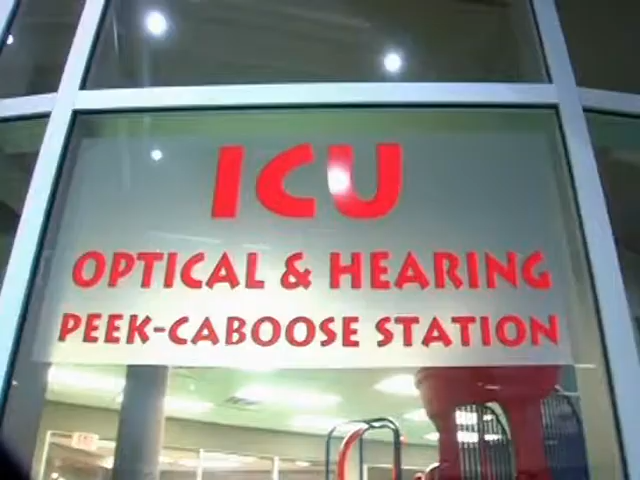 ICU
OPTICAL & HEARING
PEEK-CABOOSE STATION